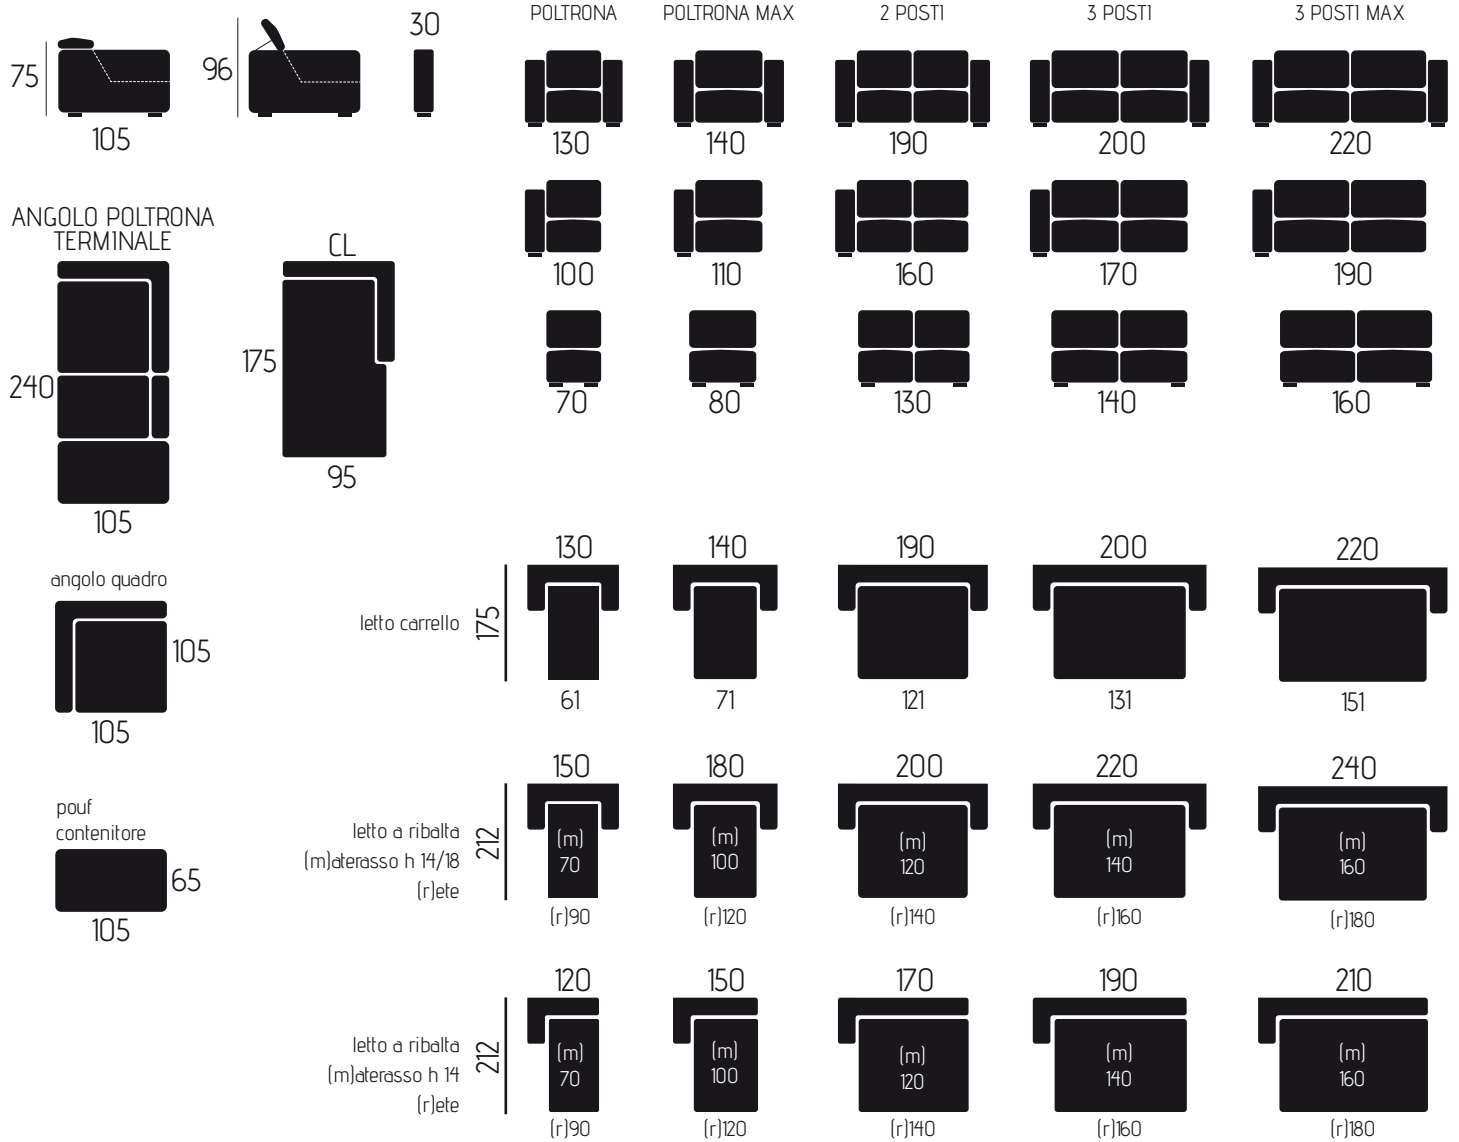 POLTRONA POLTRONA MAX 2 POSTI 3 POSTI 3 POSTI MAX
30
75
96
105
130 140 190 200 220
ANGOLO POLTRONA
TERMINALE
CL
100 110 160 170 190
240
175
70 80 130 140 160
95
105
130 140 190 200 220
angolo quadro
letto carrello
175
105
61 71 121 131 151
105
150 180 200 220 240
pouf
contenitore
65
105
letto a ribalta
(m)aterasso h 14/18
(r)ete
212
(m) (m) (m) (m) (m)
70 100 120 140 160
(r)90 (r)120 (r)140 (r)160 (r)180
120 150 170 190 210
letto a ribalta
(m)aterasso h 14
(r)ete
212
(m) (m) (m) (m) (m)
70 100 120 140 160
(r)90 (r)120 (r)140 (r)160 (r)180